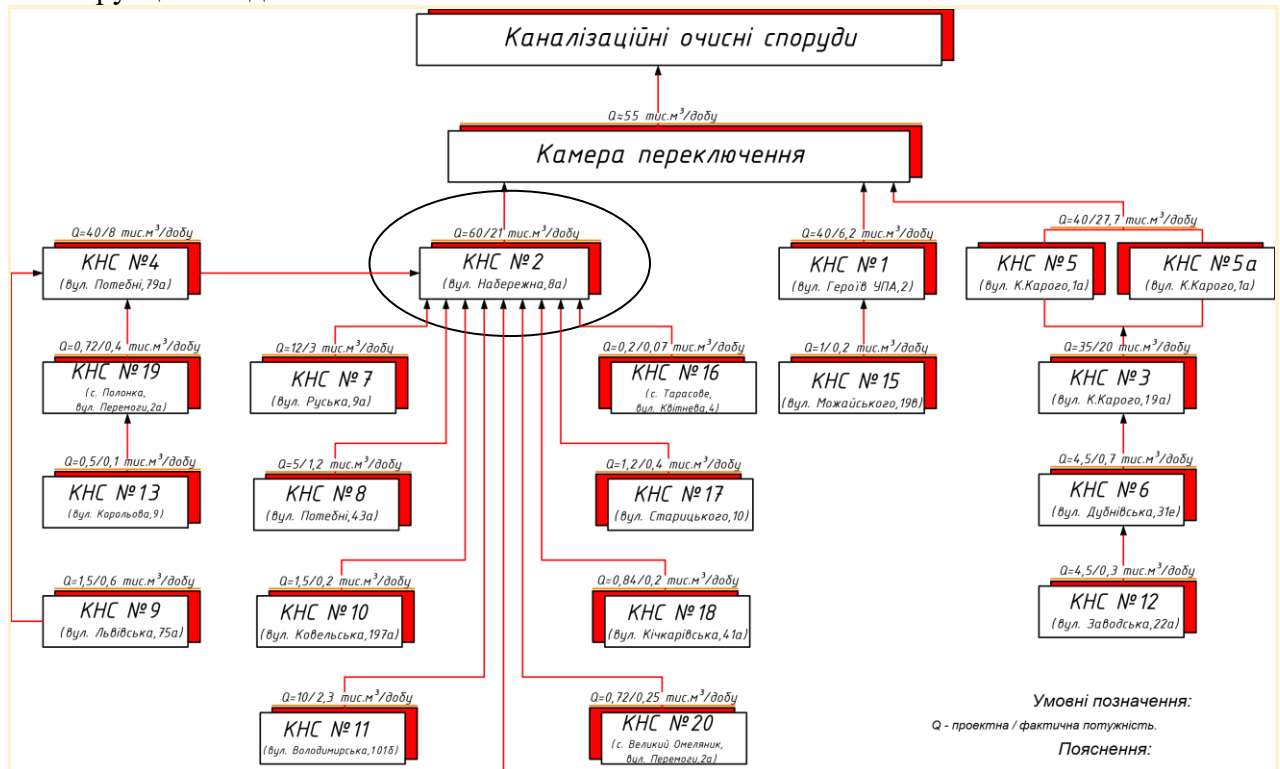 Каналізаційні очисні споруди
Q≈55 тис.м³/добу
Камера переключення
Q=40/8 тис.м³/добу
КНС №4
(вул. Потебні,79а)
Q=60/21 тис.м³/добу
КНС №2
(вул. Набережна,8а)
Q=40/6,2 тис.м³/добу
КНС №1
(вул. Героїв УПА,2)
Q=40/27,7 тис.м³/добу
КНС №5
(вул. К.Карого,1а)
КНС №5а
(вул. К.Карого,1а)
Q=0,72/0,4 тис.м³/добу
КНС №19
(с. Полонка,
вул. Перемоги,2а)
Q=12/3 тис.м³/добу
КНС №7
(вул. Руська,9а)
Q=0,2/0,07 тис.м³/добу
КНС №16
(с. Тарасове,
вул. Квітнева,4)
Q=1/0,2 тис.м³/добу
КНС №15
(вул. Можайського,19в)
Q=35/20 тис.м³/добу
КНС №3
(вул. К.Карого,19а)
Q=0,5/0,1 тис.м³/добу
КНС №13
(вул. Корольова,9)
Q=5/1,2 тис.м³/добу
КНС №8
(вул. Потебні,43а)
Q=1,2/0,4 тис.м³/добу
КНС №17
(вул. Старицького,10)
Q=4,5/0,7 тис.м³/добу
КНС №6
(вул. Дубнівська,31е)
Q=1,5/0,6 тис.м³/добу
КНС №9
(вул. Львівська,75а)
Q=1,5/0,2 тис.м³/добу
КНС №10
(вул. Ковельська,197а)
Q=0,84/0,2 тис.м³/добу
КНС №18
(вул. Кічкарівська,41а)
Q=4,5/0,3 тис.м³/добу
КНС №12
(вул. Заводська,22а)
Q=10/2,3 тис.м³/добу
КНС №11
(вул. Володимирська,101б)
Q=0,72/0,25 тис.м³/добу
КНС №20
(с. Великий Омеляник,
вул. Перемоги,2а)
Умовні позначення:
Q - проектна / фактична потужність.
Пояснення: